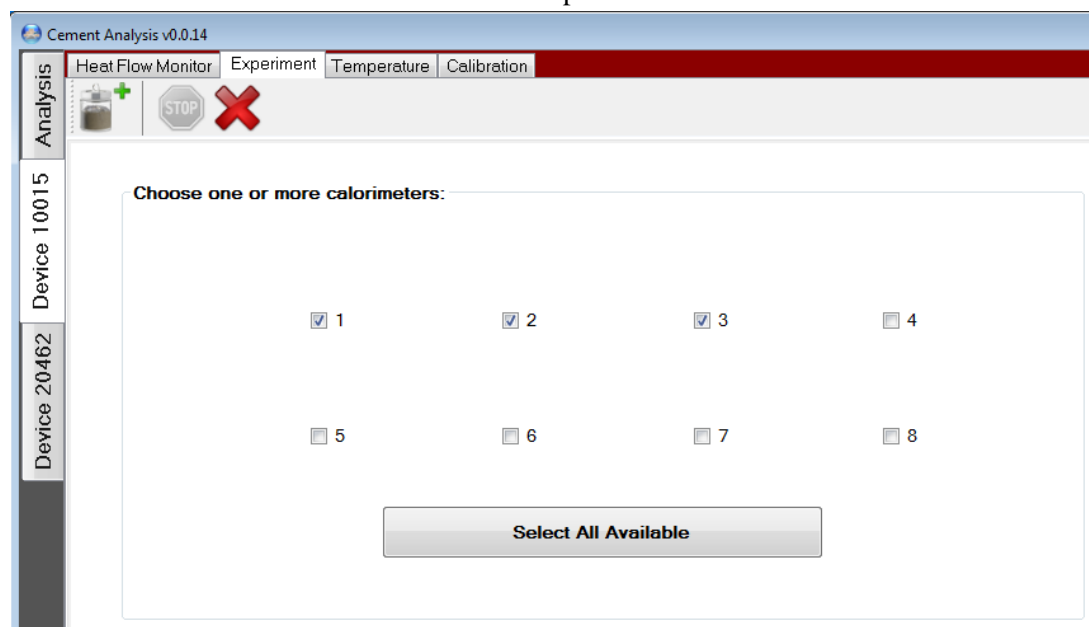 Cement Analysis v0.0.14
Analysis
Device 10015
Device 20462
Heat Flow Monitor
Experiment
Temperature
Calibration
STOP
Choose one or more calorimeters:
1 2 3 4
5 6 7 8
Select All Available